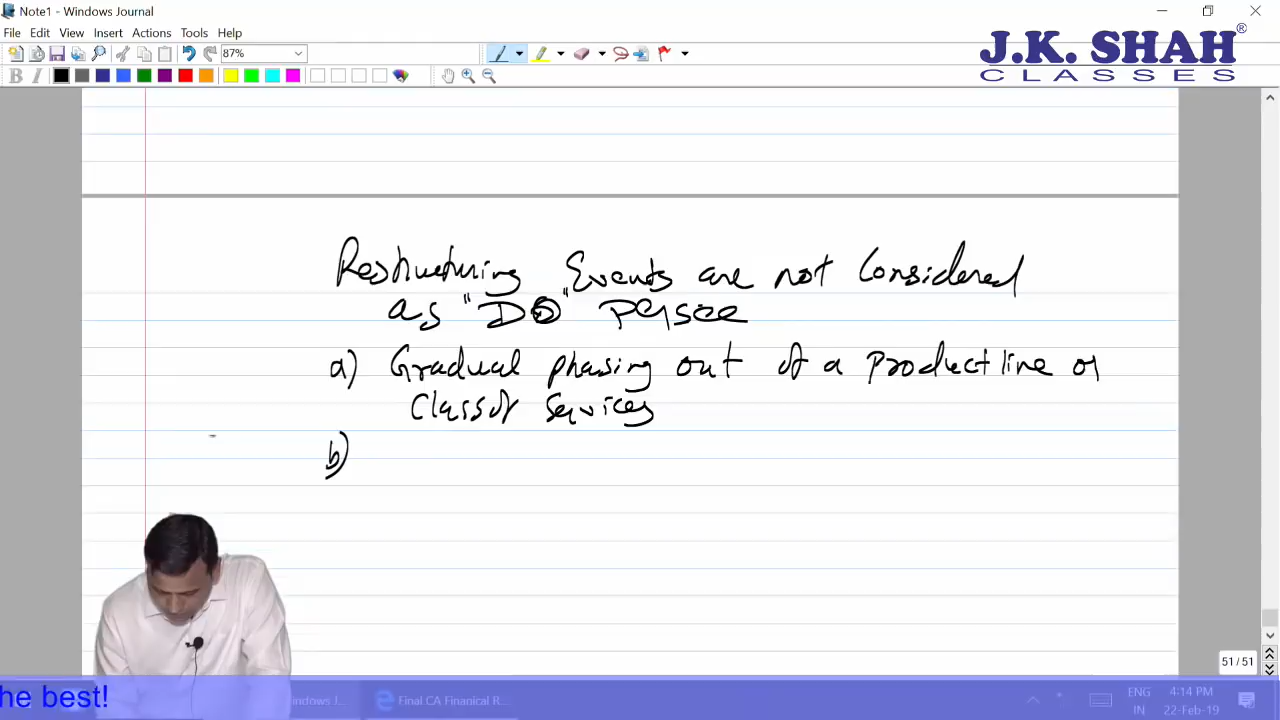 Note1 - Windows Journal
File Edit View Insert Actions Tools Help
87%
B I
J.K. SHAH®
CLASSES
Restructuring Events are not Considered
as "DO"
a) Gradual phasing out of a product line or
Class of Services
b)
51 / 51
he best!
indows J...
Final CA Finanical R...
ENG
IN
4:14 PM
22-Feb-19